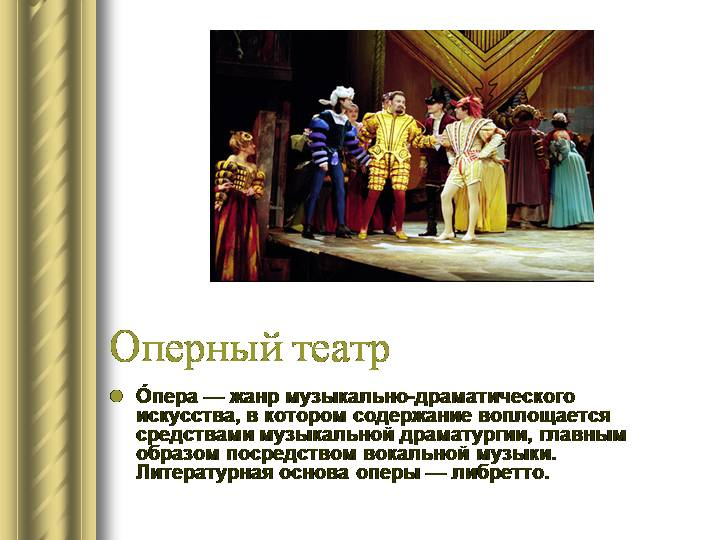 Оперный театр
О́пера — жанр музыкально-драматического
искусства, в котором содержание воплощается
средствами музыкальной драматургии, главным
образом посредством вокальной музыки.
Литературная основа оперы — либретто.